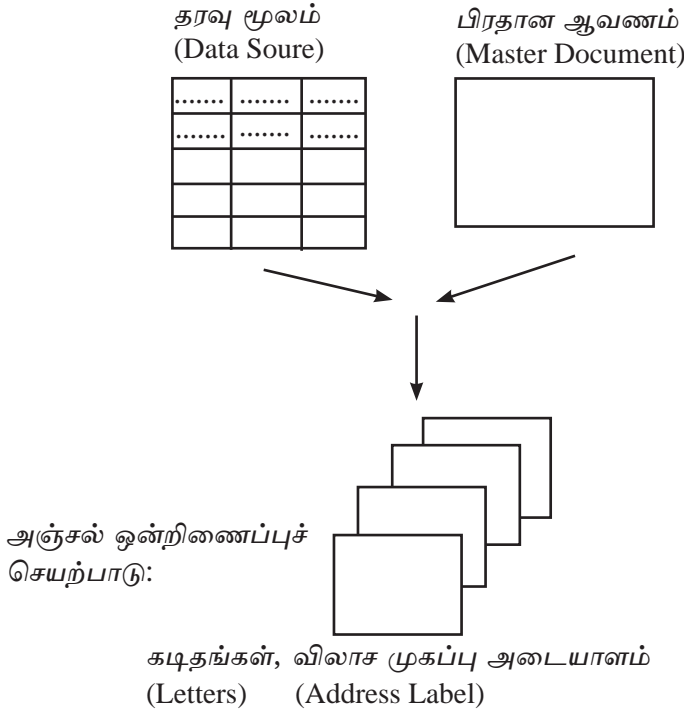 தரவு மூலம்
(Data Soure)
பிரதான ஆவணம்
(Master Document)
....... ....... .......
....... ....... .......
அஞ்சல் ஒன்றிணைப்புச்
செயற்பாடு:
கடிதங்கள், விலாச முகப்பு அடையாளம்
(Letters) (Address Label)